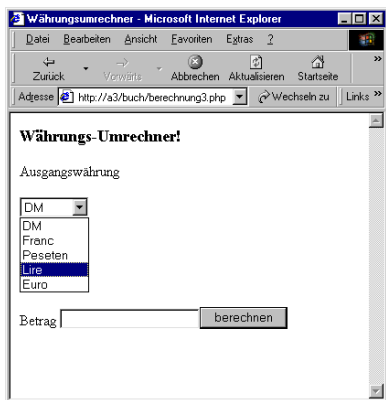 Währungsumrechner - Microsoft Internet Explorer
Datei Bearbeiten Ansicht Favoriten Extras ?
Zurück Vorwärts Abbrechen Aktualisieren Startseite »
Adresse http://a3/buch/berechnung3.php Wechseln zu Links »
Währungs-Umrechner!
Ausgangswährung
DM
DM
Franc
Peseten
Lire
Euro
Betrag berechnen